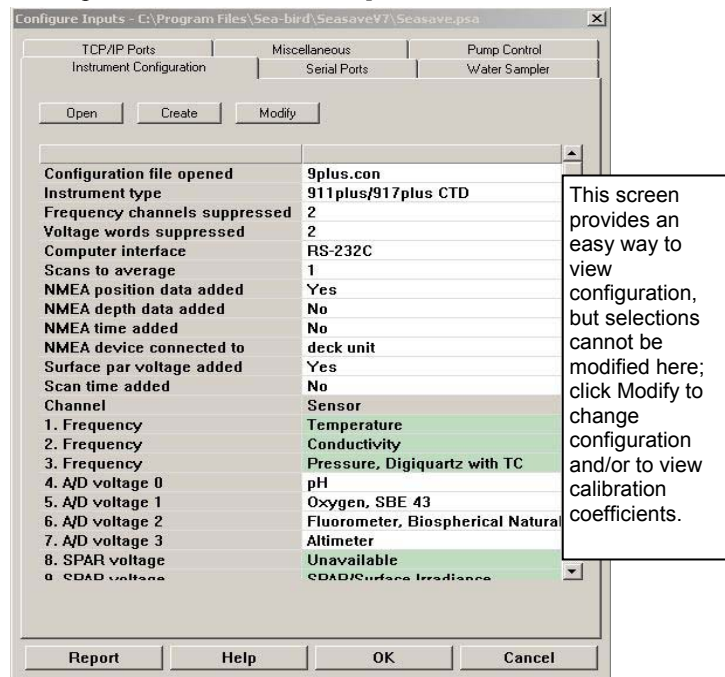 Configure Inputs - C:\Program Files\Sea-bird\SeasaveV7\Seasave.psa
TCP/IP Ports Miscellaneous Pump Control
Instrument Configuration Serial Ports Water Sampler
Open Create Modify
Configuration file opened 9plus.con
Instrument type 911plus/917plus CTD
Frequency channels suppressed 2
Voltage words suppressed 2
Computer interface RS-232C
Scans to average 1
NMEA position data added Yes
NMEA depth data added No
NMEA time added No
NMEA device connected to deck unit
Surface par voltage added Yes
Scan time added No
Channel Sensor
1. Frequency Temperature
2. Frequency Conductivity
3. Frequency Pressure, Digiquartz with TC
4. A/D voltage 0 pH
5. A/D voltage 1 Oxygen, SBE 43
6. A/D voltage 2 Fluorometer, Biospherical Natural
7. A/D voltage 3 Altimeter
8. SPAR voltage Unavailable
9. SPAR voltage SPAR/Surface Irradiance
This screen
provides an
easy way to
view
configuration,
but selections
cannot be
modified here;
click Modify to
change
configuration
and/or to view
calibration
coefficients.
Report Help OK Cancel